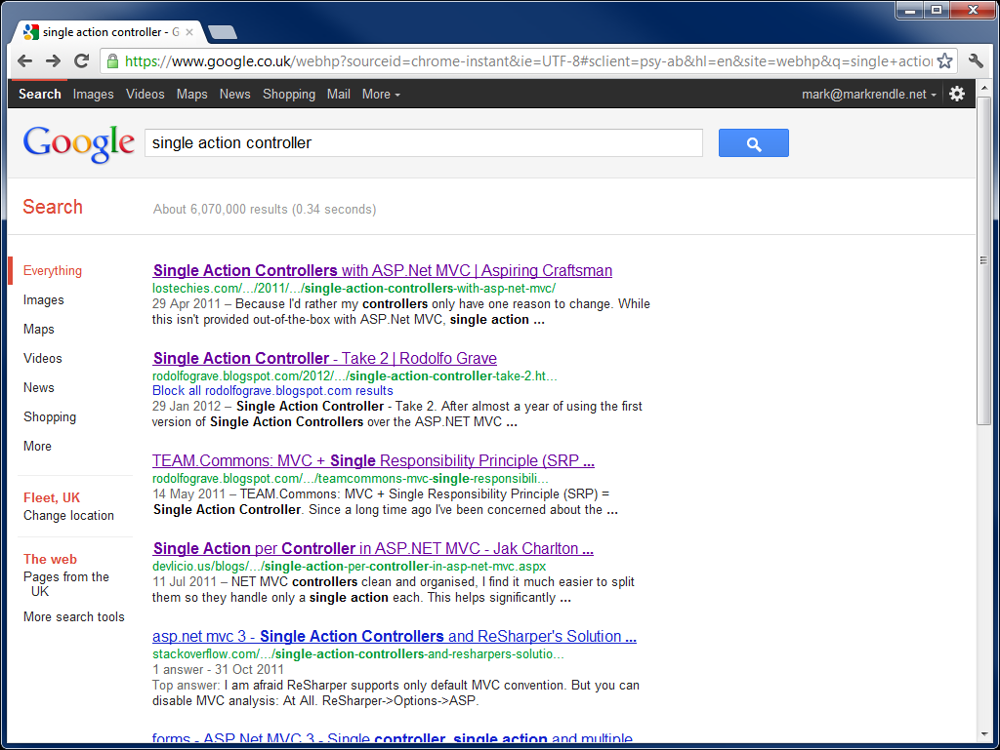 single action controller - G
https://www.google.co.uk/webhp?sourceid=chrome-instant&ie=UTF-8#sclient=psy-ab&hl=en&site=webhp&q=single+actio
Search Images Videos Maps News Shopping Mail More mark@markrendle.net
Google single action controller
Search About 6,070,000 results (0.34 seconds)
Everything
Images
Maps
Videos
News
Shopping
More
Fleet, UK
Change location
The web
Pages from the
UK
More search tools
Single Action Controllers with ASP.Net MVC | Aspiring Craftsman
lostechies.com/.../2011/.../single-action-controllers-with-asp-net-mvc/
29 Apr 2011 – Because I'd rather my controllers only have one reason to change. While
this isn't provided out-of-the-box with ASP.Net MVC, single action ...
Single Action Controller - Take 2 | Rodolfo Grave
rodolfograve.blogspot.com/2012/.../single-action-controller-take-2.ht...
Block all rodolfograve.blogspot.com results
29 Jan 2012 – Single Action Controller - Take 2. After almost a year of using the first
version of Single Action Controllers over the ASP.NET MVC ...
TEAM.Commons: MVC + Single Responsibility Principle (SRP ...
rodolfograve.blogspot.com/.../teamcommons-mvc-single-responsibili...
14 May 2011 – TEAM.Commons: MVC + Single Responsibility Principle (SRP) =
Single Action Controller. Since a long time ago I've been concerned about the ...
Single Action per Controller in ASP.NET MVC - Jak Charlton ...
devlicio.us/blogs/.../single-action-per-controller-in-asp-net-mvc.aspx
11 Jul 2011 – NET MVC controllers clean and organised, I find it much easier to split
them so they handle only a single action each. This helps significantly ...
asp.net mvc 3 - Single Action Controllers and ReSharper's Solution ...
stackoverflow.com/.../single-action-controllers-and-resharpers-solutio...
1 answer - 31 Oct 2011
Top answer: I am afraid ReSharper supports only default MVC convention. But you can
disable MVC analysis: At All. ReSharper->Options->ASP.
forms - ASP.Net MVC 3 - Single controller, single action and multiple